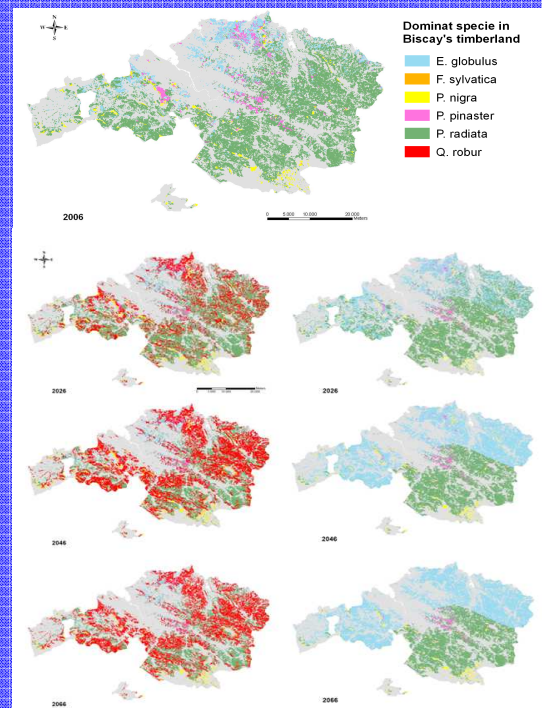 N
W E
S
Dominat specie in
Biscay's timberland
E. globulus
F. sylvatica
P. nigra
P. pinaster
P. radiata
Q. robur
2006
0 5.000 10.000 20.000
Meters
2026
2026
2046
2046
2066
2066